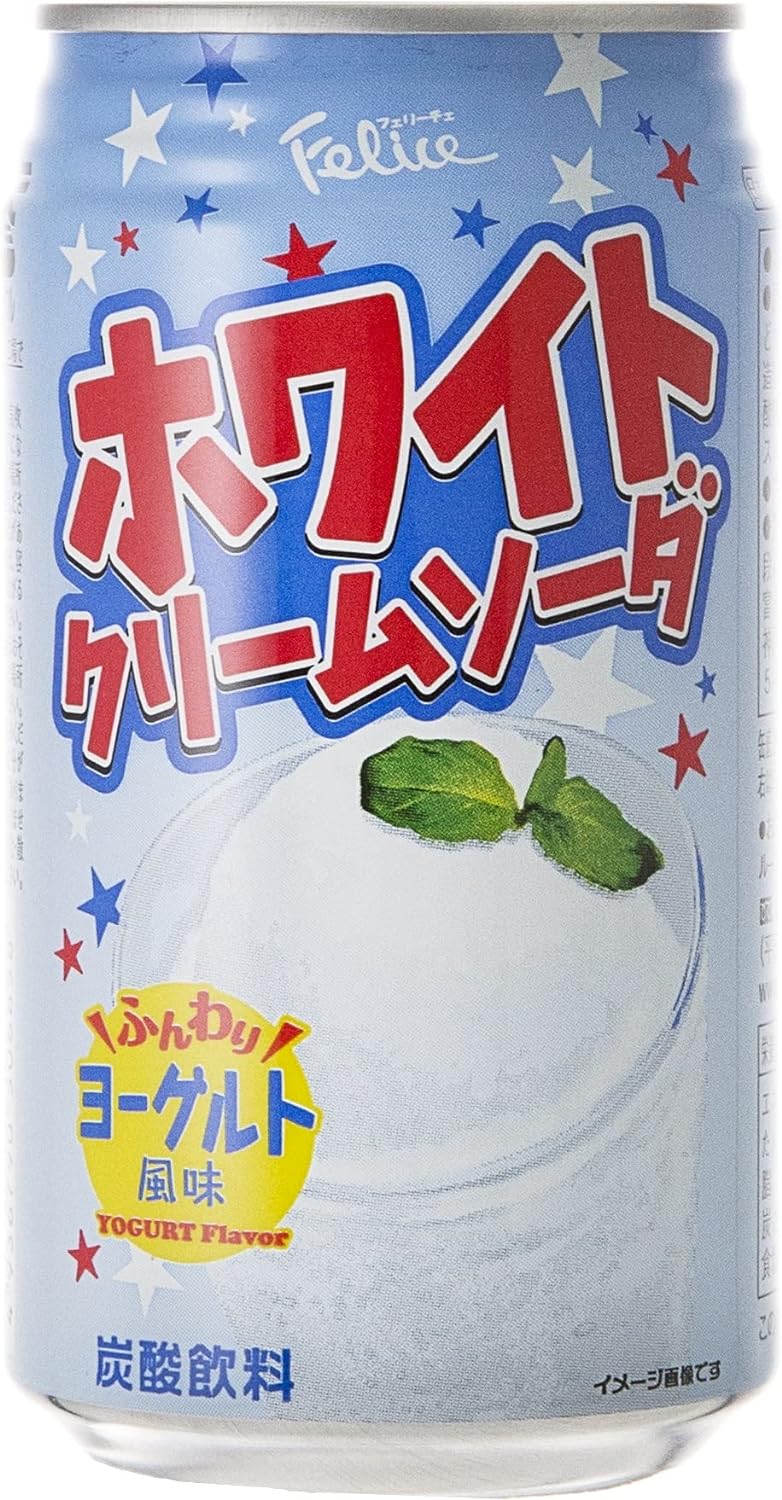 フェリーチェ
Felice
ホワイト
クリームソーダ
ふんわり
ヨーグルト
風味
YOGURT Flavor
炭酸飲料
イメージ画像です